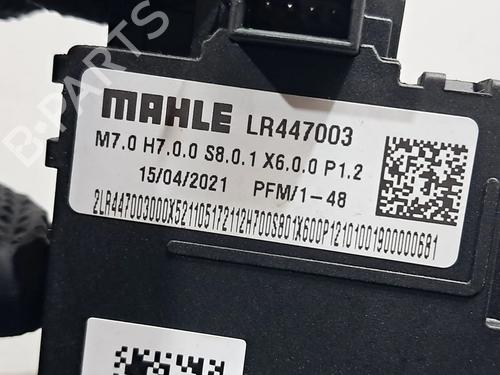 MAHLE LR447003
M7.0 H7.0.0 S8.0.1 X6.0.0 P1.2
15/04/2021 PFM/1-48
2LR447003000X521105172112H700S801X600P12101001900000681
B-PARTS